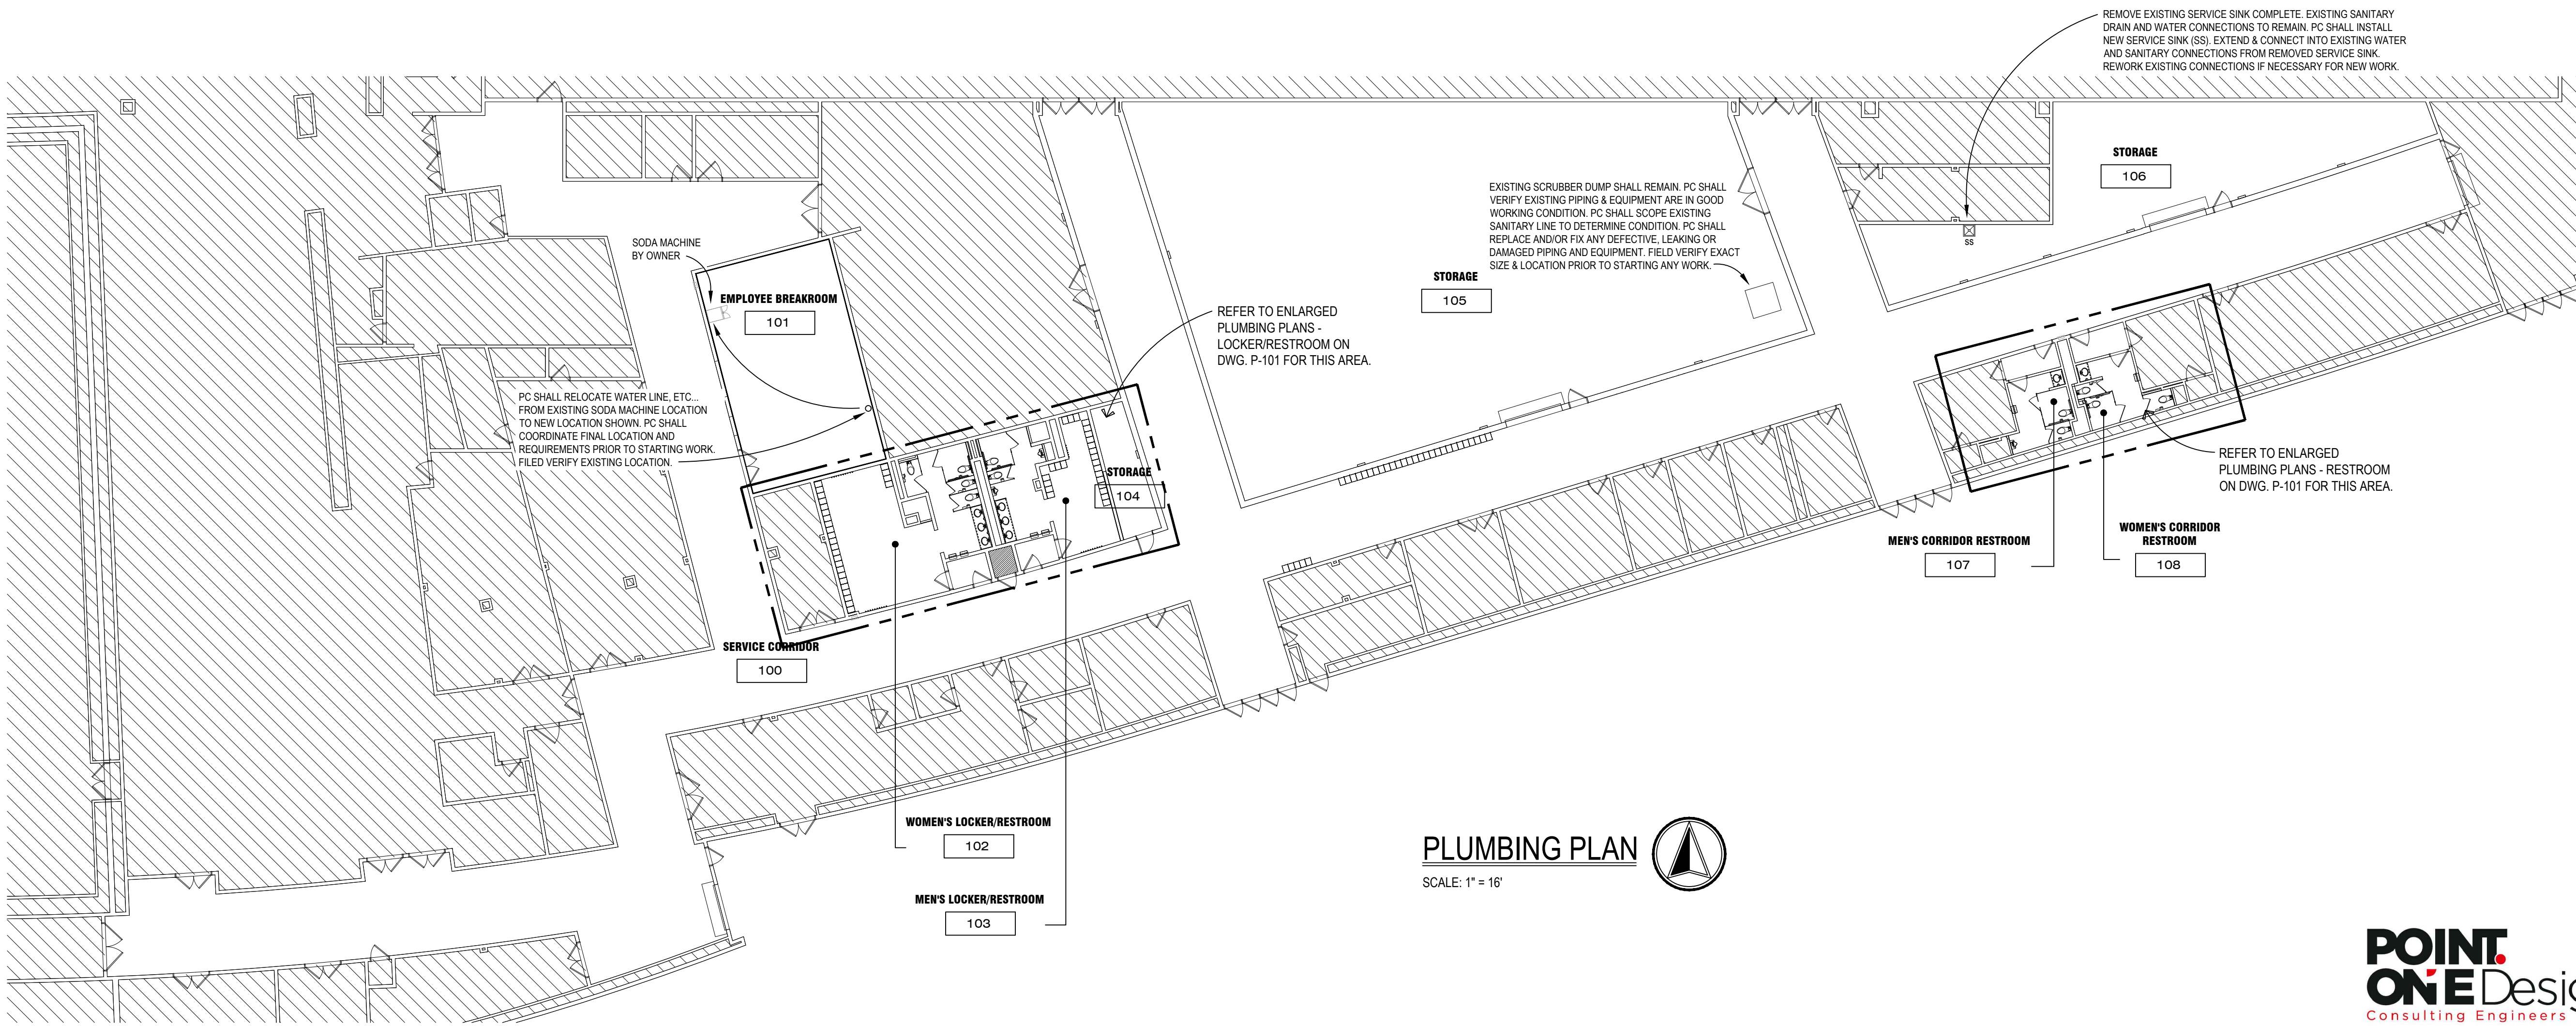 REMOVE EXISTING SERVICE SINK COMPLETE. EXISTING SANITARY
DRAIN AND WATER CONNECTIONS TO REMAIN. PC SHALL INSTALL
NEW SERVICE SINK (SS). EXTEND & CONNECT INTO EXISTING WATER
AND SANITARY CONNECTIONS FROM REMOVED SERVICE SINK.
REWORK EXISTING CONNECTIONS IF NECESSARY FOR NEW WORK.
STORAGE
106
SS
EXISTING SCRUBBER DUMP SHALL REMAIN. PC SHALL
VERIFY EXISTING PIPING & EQUIPMENT ARE IN GOOD
WORKING CONDITION. PC SHALL SCOPE EXISTING
SANITARY LINE TO DETERMINE CONDITION. PC SHALL
REPLACE AND/OR FIX ANY DEFECTIVE, LEAKING OR
DAMAGED PIPING AND EQUIPMENT. FIELD VERIFY EXACT
SIZE & LOCATION PRIOR TO STARTING ANY WORK.
STORAGE
105
SODA MACHINE
BY OWNER
EMPLOYEE BREAKROOM
101
REFER TO ENLARGED
PLUMBING PLANS -
LOCKER/RESTROOM ON
DWG. P-101 FOR THIS AREA.
PC SHALL RELOCATE WATER LINE, ETC...
FROM EXISTING SODA MACHINE LOCATION
TO NEW LOCATION SHOWN. PC SHALL
COORDINATE FINAL LOCATION AND
REQUIREMENTS PRIOR TO STARTING WORK.
FILED VERIFY EXISTING LOCATION.
STORAGE
104
REFER TO ENLARGED
PLUMBING PLANS - RESTROOM
ON DWG. P-101 FOR THIS AREA.
MEN'S CORRIDOR RESTROOM
107
WOMEN'S CORRIDOR
RESTROOM
108
SERVICE CORRIDOR
100
WOMEN'S LOCKER/RESTROOM
102
MEN'S LOCKER/RESTROOM
103
PLUMBING PLAN
SCALE: 1" = 16'
POINT.
ONE Desig
Consulting Engineers